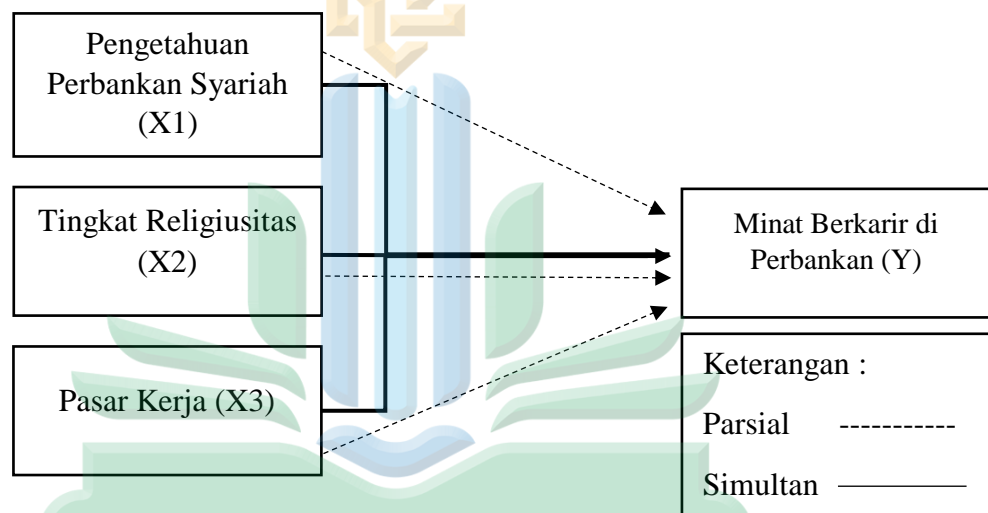 Pengetahuan
Perbankan Syariah
(X1)
Tingkat Religiusitas
(X2)
Pasar Kerja (X3)
Minat Berkarir di
Perbankan (Y)
Keterangan :
Parsial
Simultan